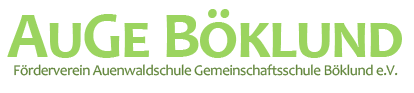 AuGe Böklund
Förderverein Auenwaldschule Gemeinschaftsschule Böklund e.V.